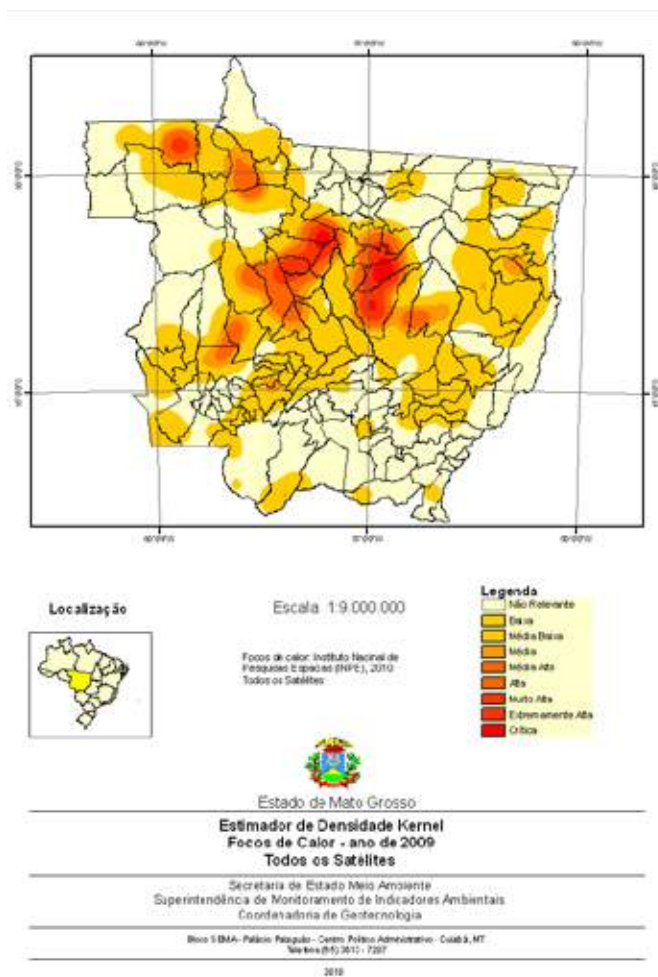 Localização
Escala 1:9.000.000
Focos de calor: Instituto Nacional de
Pesquisas Espacias (INPE), 2010
Todos os Satélites
Legenda
Não Relevante
Baixa
Média Baixa
Média
Média Alta
Alta
Muito Alta
Extremamente Alta
Crítica
Estado de Mato Grosso
Estimador de Densidade Kernel
Focos de Calor - ano de 2009
Todos os Satélites
Secretaria de Estado Meio Ambiente
Superintendência de Monitoramento de Indicadores Ambientais
Coordenadoria de Geotecnologia
Bloco SEMA - Palácio Paiaguás - Centro Político Administrativo - Cuiabá, MT
2010